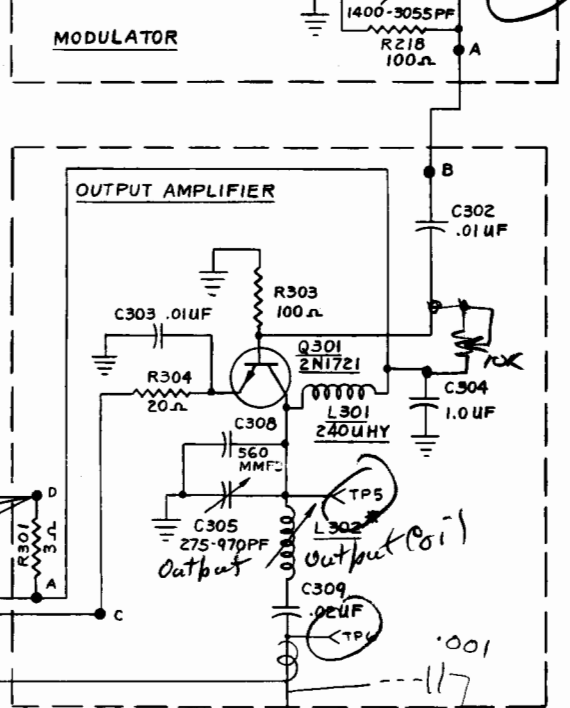 1400-3055PF
R218
100Ω
A
MODULATOR
B
OUTPUT AMPLIFIER
C302
.01UF
R303
100Ω
C303 .01UF
Q301
2N1721
10K
R304
20Ω
C304
1.0UF
L301
240UHY
C308
560
MMFD
D
TP5
R301
3Ω
C305
275-970PF
L302*
Output
Output Coil
C309
.02UF
A
C
TP6
.001